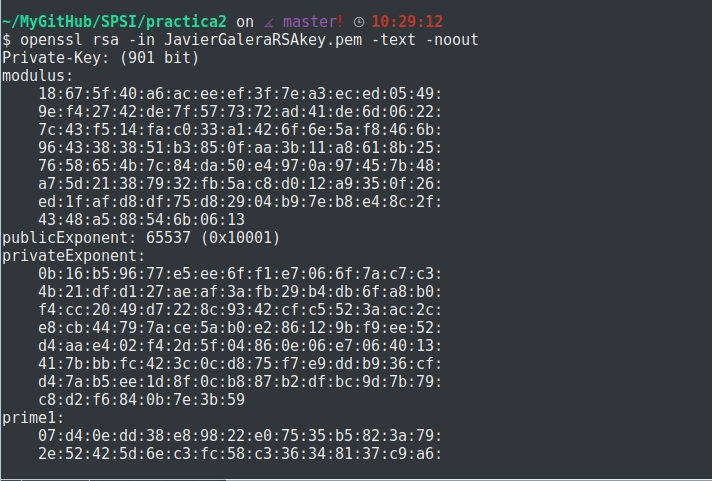 ~/MyGitHub/SPSI/practica2 on master! 10:29:12
$ openssl rsa -in JavierGaleraRSAkey.pem -text -noout
Private-Key: (901 bit)
modulus:
    18:67:5f:40:a6:ac:ee:ef:3f:7e:a3:ec:ed:05:49:
    9e:f4:27:42:de:7f:57:73:72:ad:41:de:6d:06:22:
    7c:43:f5:14:fa:c0:33:a1:42:6f:6e:5a:f8:46:6b:
    96:43:38:38:51:b3:85:0f:aa:3b:11:a8:61:8b:25:
    76:58:65:4b:7c:84:da:50:e4:97:0a:97:45:7b:48:
    a7:5d:21:38:79:32:fb:5a:c8:d0:12:a9:35:0f:26:
    ed:1f:af:d8:df:75:d8:29:04:b9:7e:b8:e4:8c:2f:
    43:48:a5:88:54:6b:06:13
publicExponent: 65537 (0x10001)
privateExponent:
    0b:16:b5:96:77:e5:ee:6f:f1:e7:06:6f:7a:c7:c3:
    4b:21:df:d1:27:ae:af:3a:fb:29:b4:db:6f:a8:b0:
    f4:cc:20:49:d7:22:8c:93:42:cf:c5:52:3a:ac:2c:
    e8:cb:44:79:7a:ce:5a:b0:e2:86:12:9b:f9:ee:52:
    d4:aa:e4:02:f4:2d:5f:04:86:0e:06:e7:06:40:13:
    41:7b:bb:fc:42:3c:0c:d8:75:f7:e9:dd:b9:36:cf:
    d4:7a:b5:ee:1d:8f:0c:b8:87:b2:df:bc:9d:7b:79:
    c8:d2:f6:84:0b:7e:3b:59
prime1:
    07:d4:0e:dd:38:e8:98:22:e0:75:35:b5:82:3a:79:
    2e:52:42:5d:6e:c3:fc:58:c3:36:34:81:37:c9:a6: